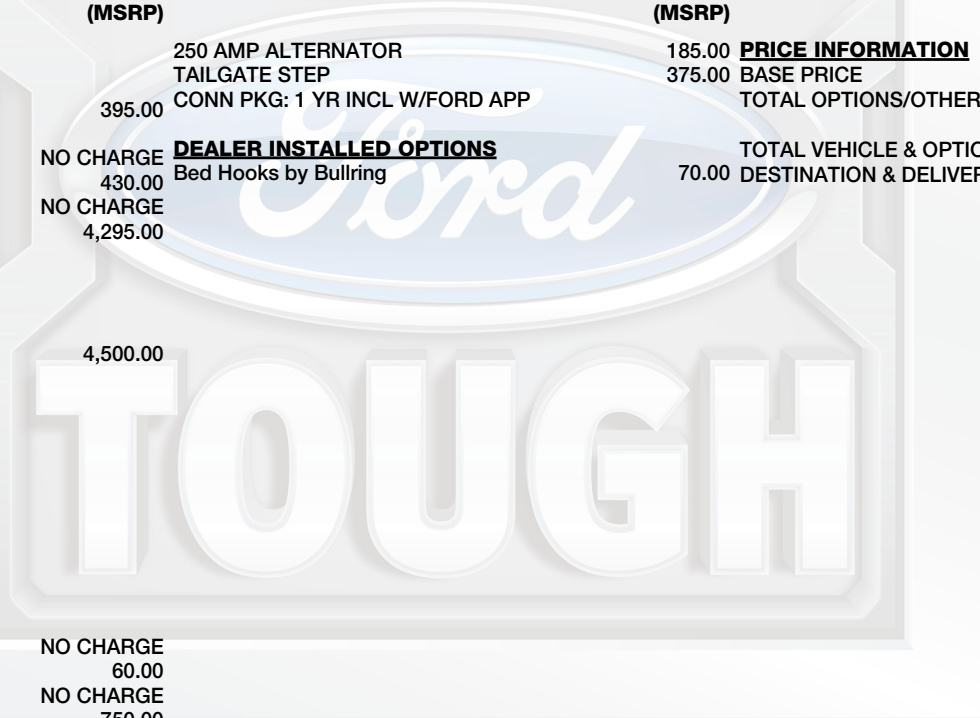 (MSRP) (MSRP)
250 AMP ALTERNATOR 185.00 PRICE INFORMATION
TAILGATE STEP 375.00 BASE PRICE
395.00 CONN PKG: 1 YR INCL W/FORD APP TOTAL OPTIONS/OTHER
NO CHARGE DEALER INSTALLED OPTIONS TOTAL VEHICLE & OPTIO
430.00 Bed Hooks by Bullring 70.00 DESTINATION & DELIVER
NO CHARGE
4,295.00
Ford
4,500.00
TOUGH
NO CHARGE
60.00
NO CHARGE
750.00